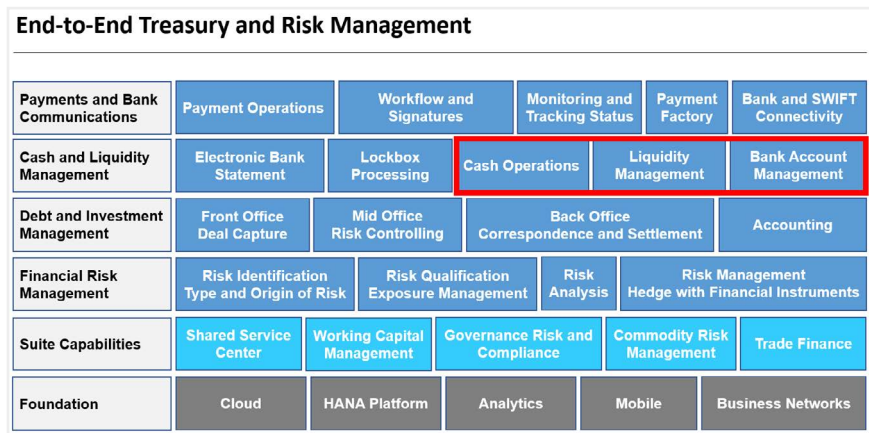 End-to-End Treasury and Risk Management
Payments and Bank
Communications
Payment Operations
Workflow and
Signatures
Monitoring and
Tracking Status
Payment
Factory
Bank and SWIFT
Connectivity
Cash and Liquidity
Management
Electronic Bank
Statement
Lockbox
Processing
Cash Operations
Liquidity
Management
Bank Account
Management
Debt and Investment
Management
Front Office
Deal Capture
Mid Office
Risk Controlling
Back Office
Correspondence and Settlement
Accounting
Financial Risk
Management
Risk Identification
Type and Origin of Risk
Risk Qualification
Exposure Management
Risk
Analysis
Risk Management
Hedge with Financial Instruments
Suite Capabilities
Shared Service
Center
Working Capital
Management
Governance Risk and
Compliance
Commodity Risk
Management
Trade Finance
Foundation
Cloud
HANA Platform
Analytics
Mobile
Business Networks